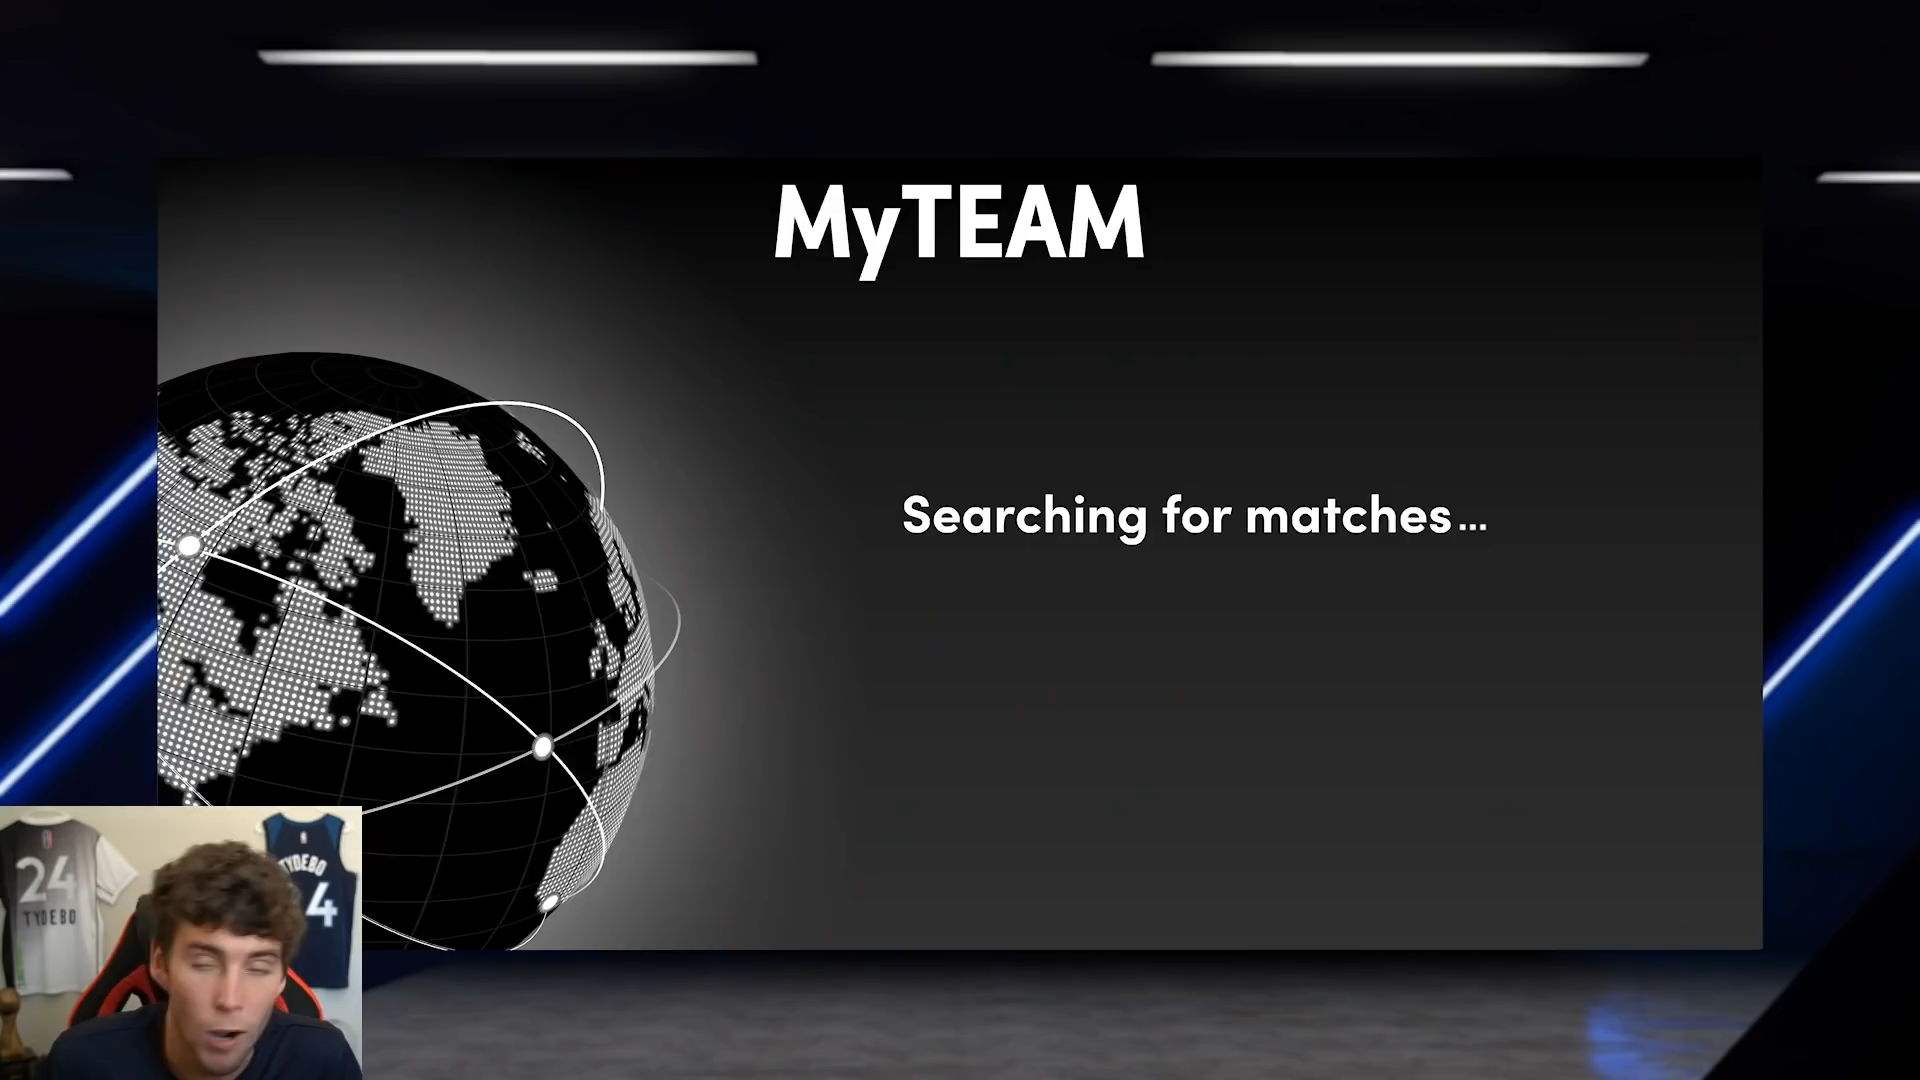 MyTEAM
Searching for matches...
24
TYDEBO
TYDEBO
4